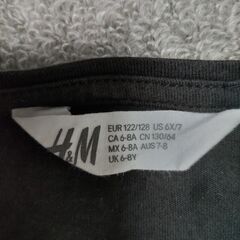 H&M
EUR 122/128 US 6X/7
CA 6-8A CN 130/64
MX 6-8A AUS 7-8
UK 6-8Y